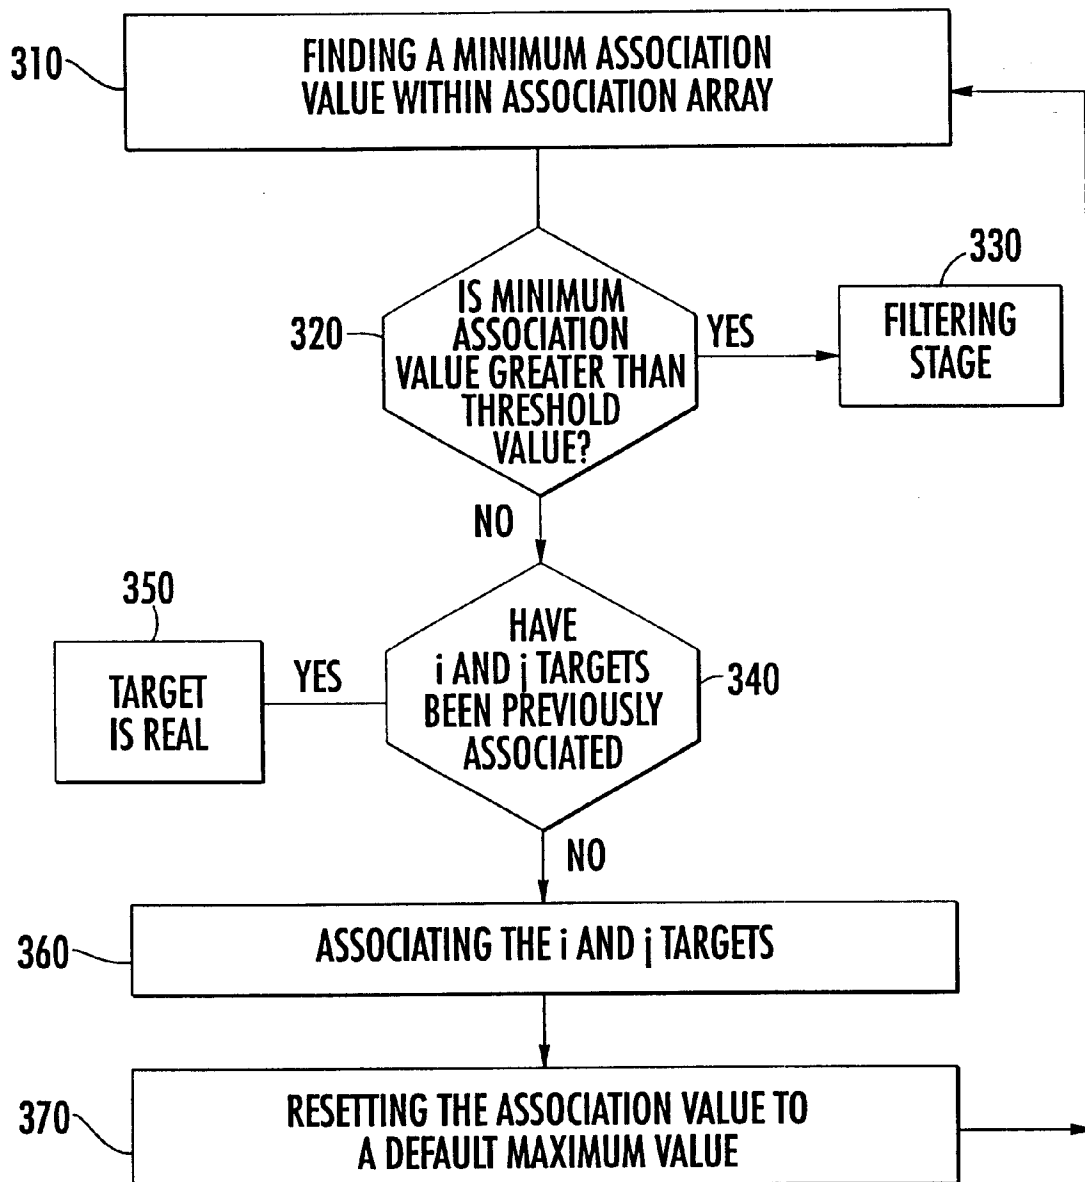 310
FINDING A MINIMUM ASSOCIATION
VALUE WITHIN ASSOCIATION ARRAY
320
IS MINIMUM
ASSOCIATION
VALUE GREATER THAN
THRESHOLD
VALUE?
YES
330
FILTERING
STAGE
NO
350
TARGET
IS REAL
YES
HAVE
i AND j TARGETS
BEEN PREVIOUSLY
ASSOCIATED
340
NO
360
ASSOCIATING THE i AND j TARGETS
370
RESETTING THE ASSOCIATION VALUE TO
A DEFAULT MAXIMUM VALUE